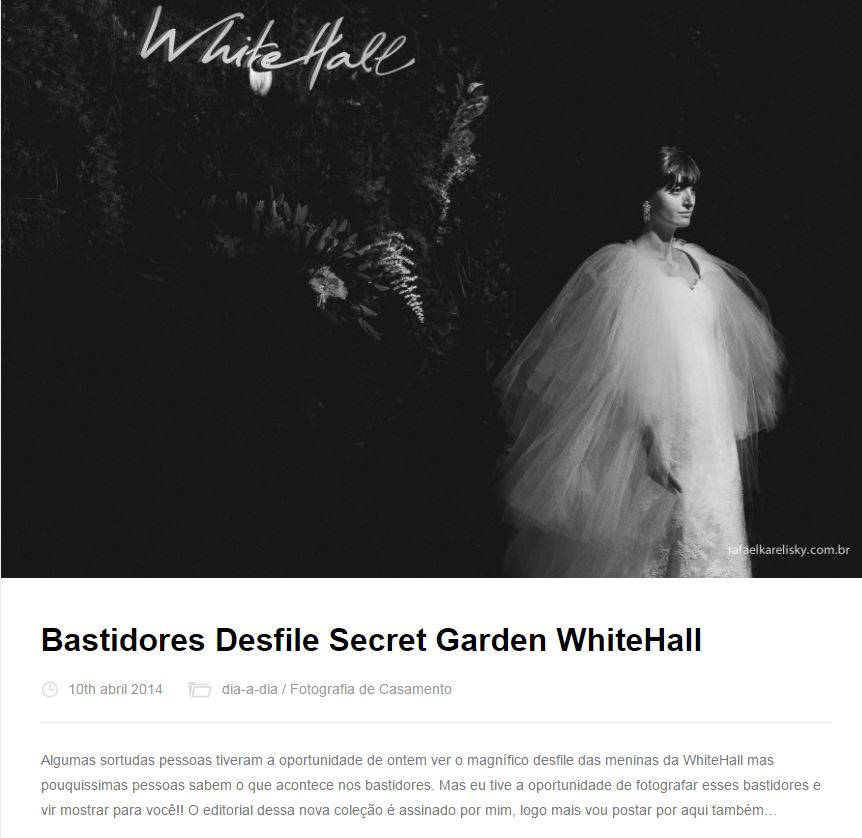 WhiteHall
rafaelkarelisky.com.br
Bastidores Desfile Secret Garden WhiteHall
10th abril 2014 dia-a-dia / Fotografia de Casamento
Algumas sortudas pessoas tiveram a oportunidade de ontem ver o magnífico desfile das meninas da WhiteHall mas
pouquissimas pessoas sabem o que acontece nos bastidores. Mas eu tive a oportunidade de fotografar esses bastidores e
vir mostrar para você!! O editorial dessa nova coleção é assinado por mim, logo mais vou postar por aqui também…